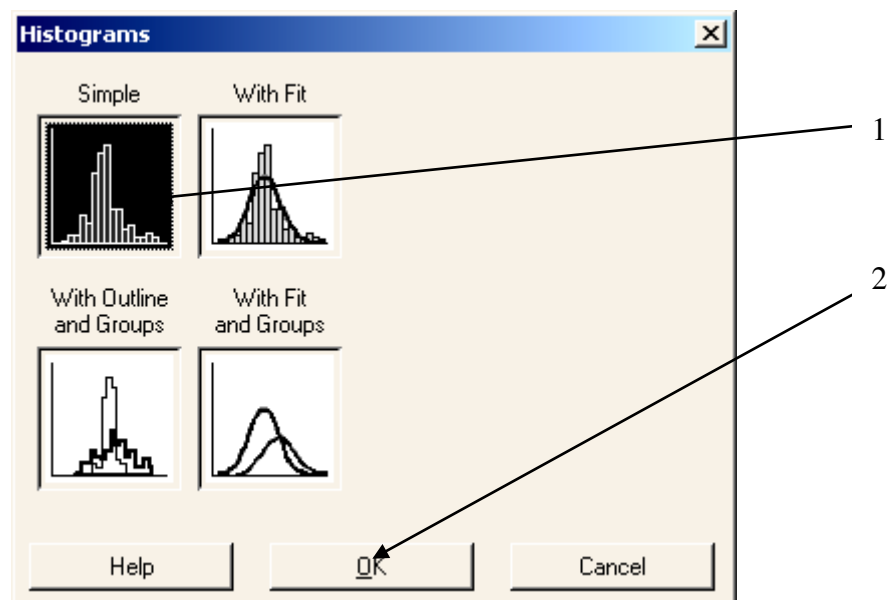 Histograms
Simple
With Fit
1
With Outline
and Groups
With Fit
and Groups
2
Help
OK
Cancel